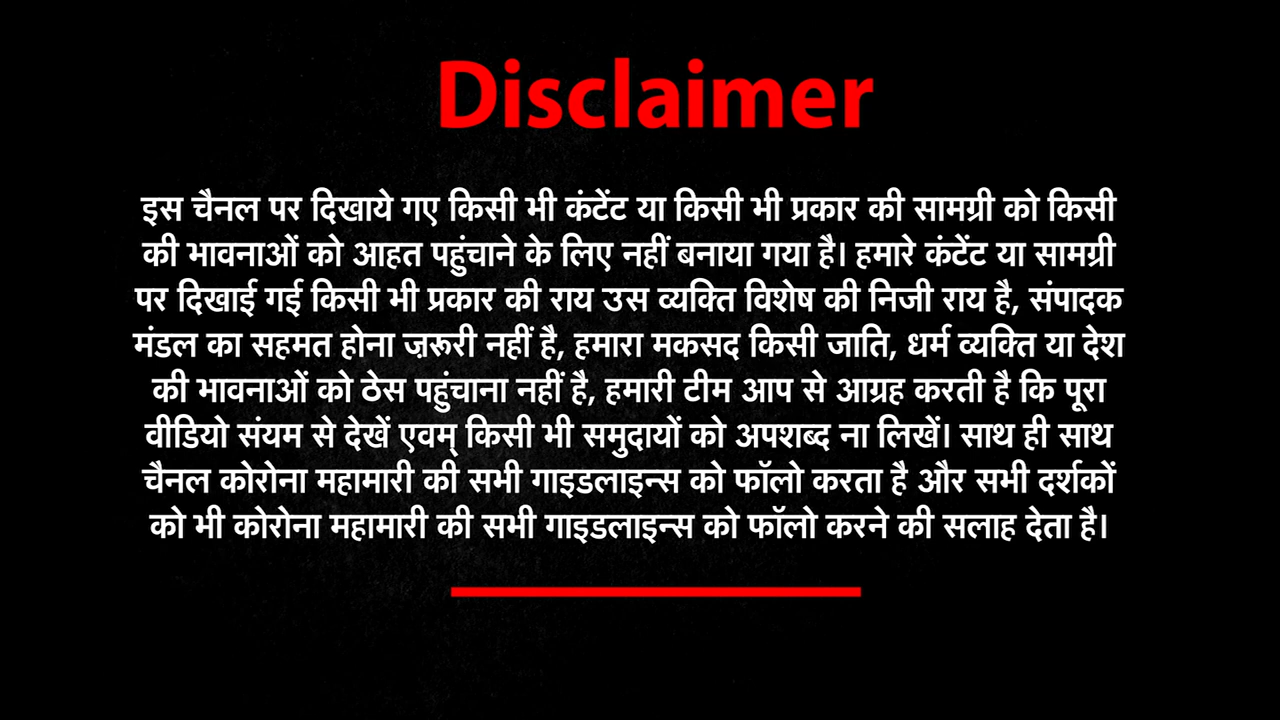 Disclaimer
इस चैनल पर दिखाये गए किसी भी कंटेंट या किसी भी प्रकार की सामग्री को किसी
की भावनाओं को आहत पहुंचाने के लिए नहीं बनाया गया है। हमारे कंटेंट या सामग्री
पर दिखाई गई किसी भी प्रकार की राय उस व्यक्ति विशेष की निजी राय है, संपादक
मंडल का सहमत होना ज़रूरी नहीं है, हमारा मकसद किसी जाति, धर्म व्यक्ति या देश
की भावनाओं को ठेस पहुंचाना नहीं है, हमारी टीम आप से आग्रह करती है कि पूरा
वीडियो संयम से देखें एवम् किसी भी समुदायों को अपशब्द ना लिखें। साथ ही साथ
चैनल कोरोना महामारी की सभी गाइडलाइन्स को फॉलो करता है और सभी दर्शकों
को भी कोरोना महामारी की सभी गाइडलाइन्स को फॉलो करने की सलाह देता है।